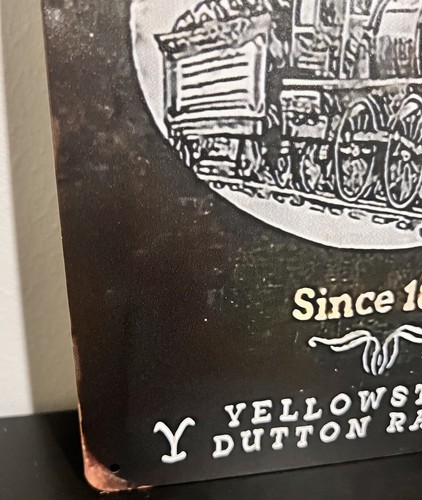 Since 18
YELLOWST
Y DUTTON RA